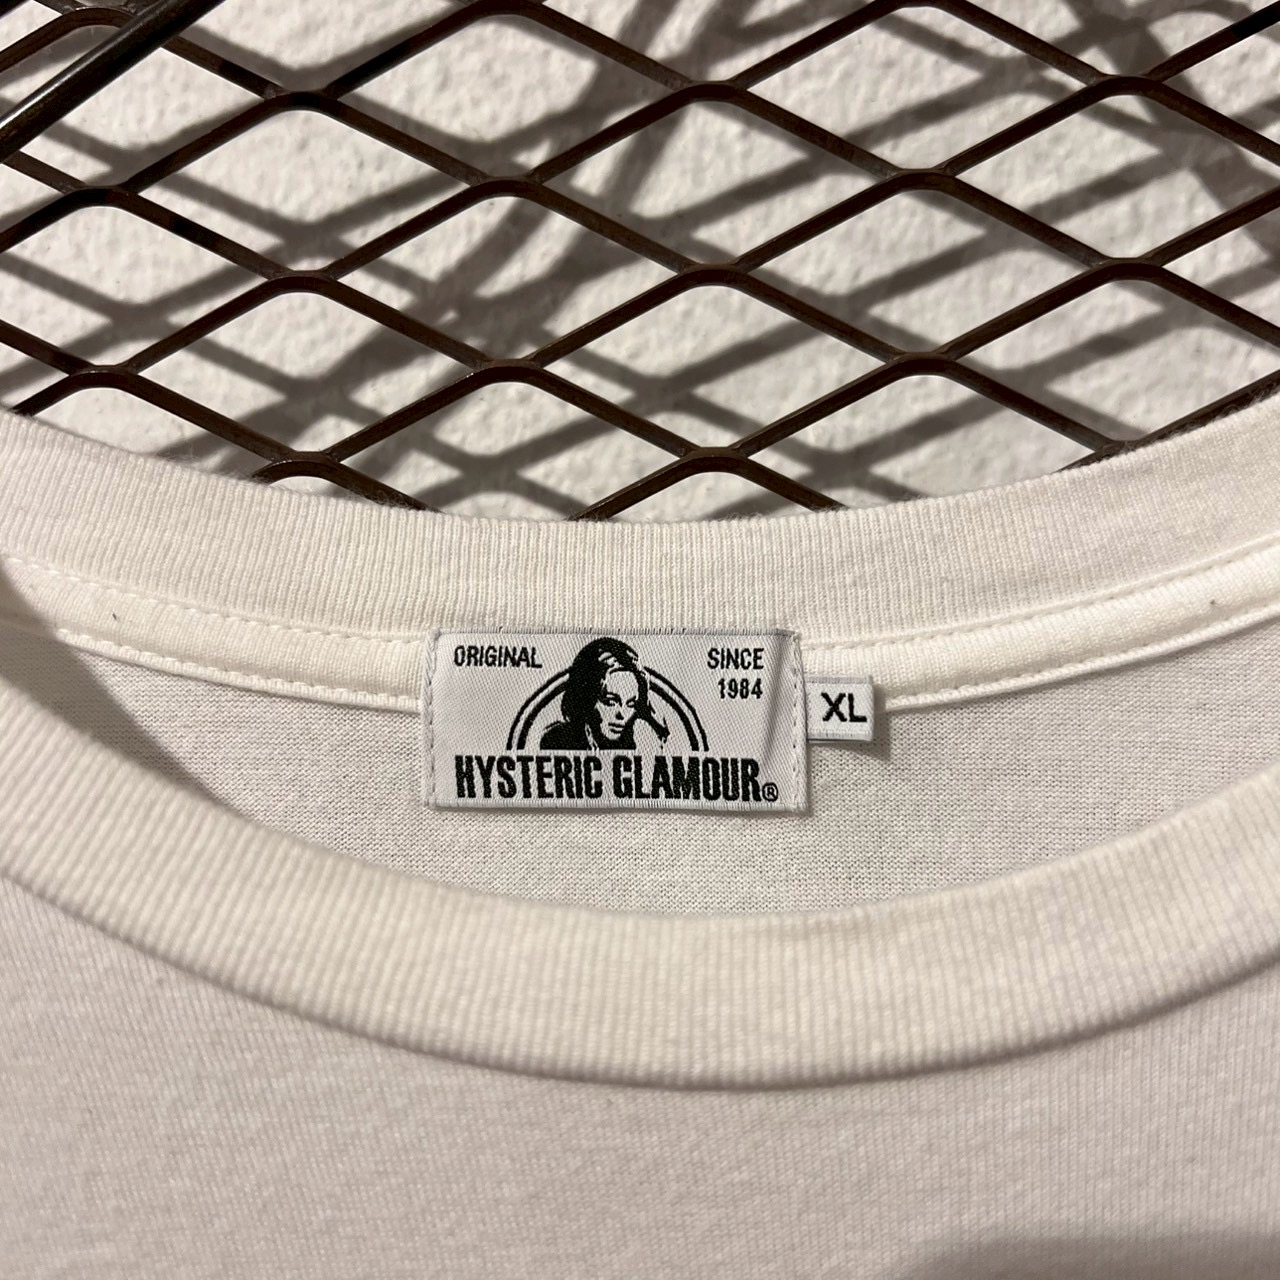 ORIGINAL
SINCE
1984
HYSTERIC GLAMOUR®
XL